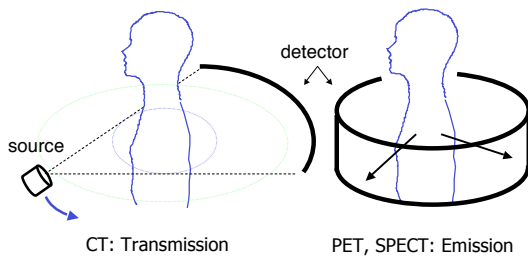 detector
source
CT: Transmission
PET, SPECT: Emission